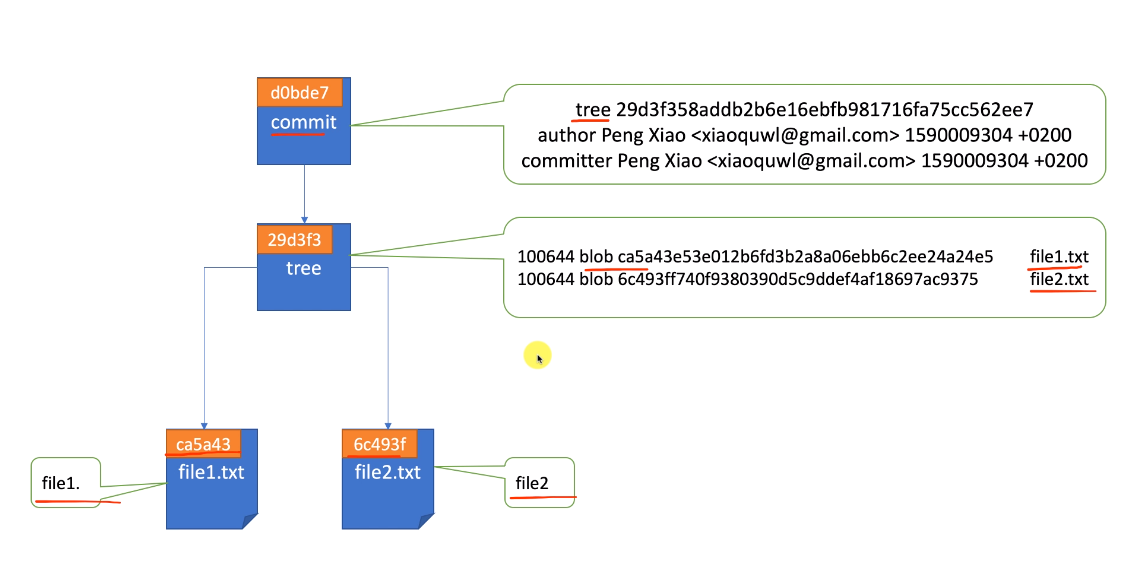 d0bde7
commit
tree 29d3f358addb2b6e16ebfb981716fa75cc562ee7
author Peng Xiao <xiaoquwl@gmail.com> 1590009304 +0200
committer Peng Xiao <xiaoquwl@gmail.com> 1590009304 +0200
29d3f3
tree
100644 blob ca5a43e53e012b6fd3b2a8a06ebb6c2ee24a24e5 file1.txt
100644 blob 6c493ff740f9380390d5c9ddef4af18697ac9375 file2.txt
ca5a43
file1.txt
file1.
6c493f
file2.txt
file2